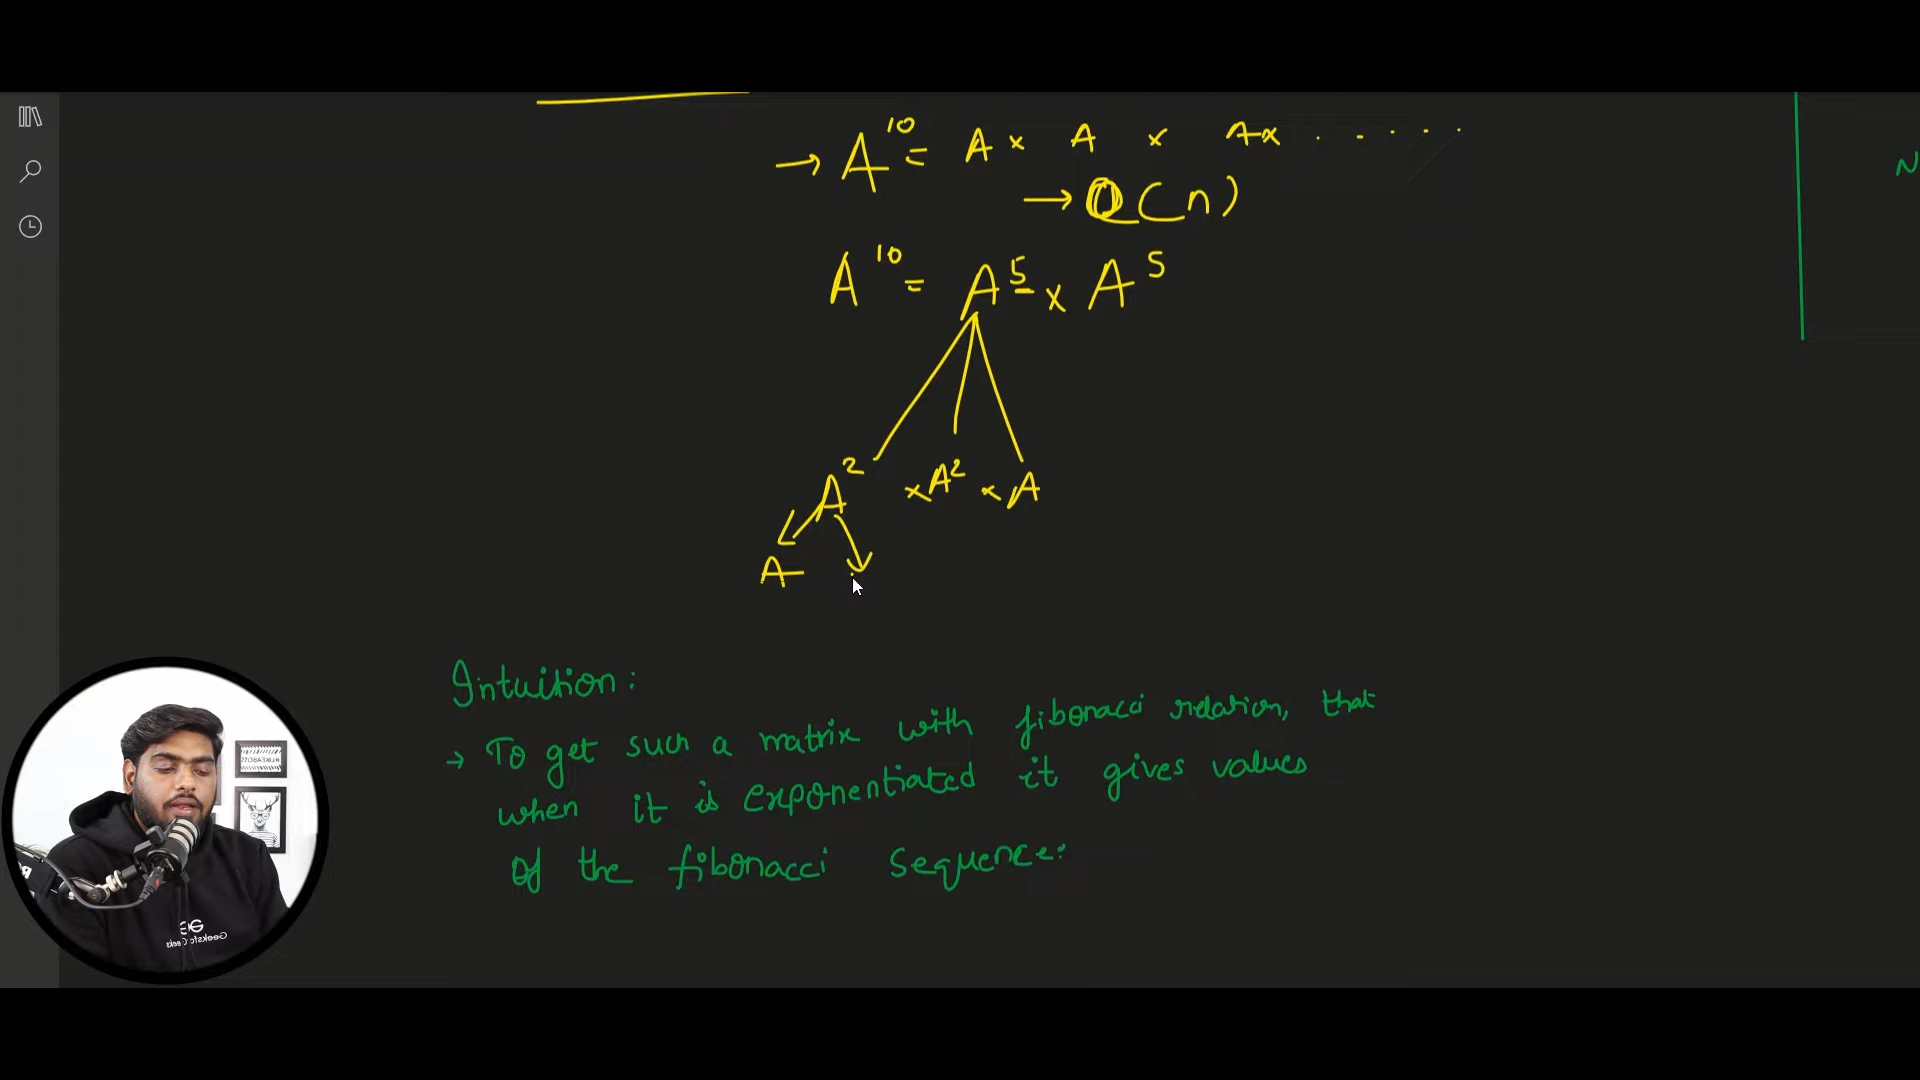 → A¹⁰ = A × A × A × . . . . .
→ O(n)
A¹⁰ = A⁵ × A⁵
A² × A² × A
A
N
Intuition:
→ To get such a matrix with fibonacci relation, that
when it is exponentiated it gives values
of the fibonacci sequence.
#LIKEABOSS